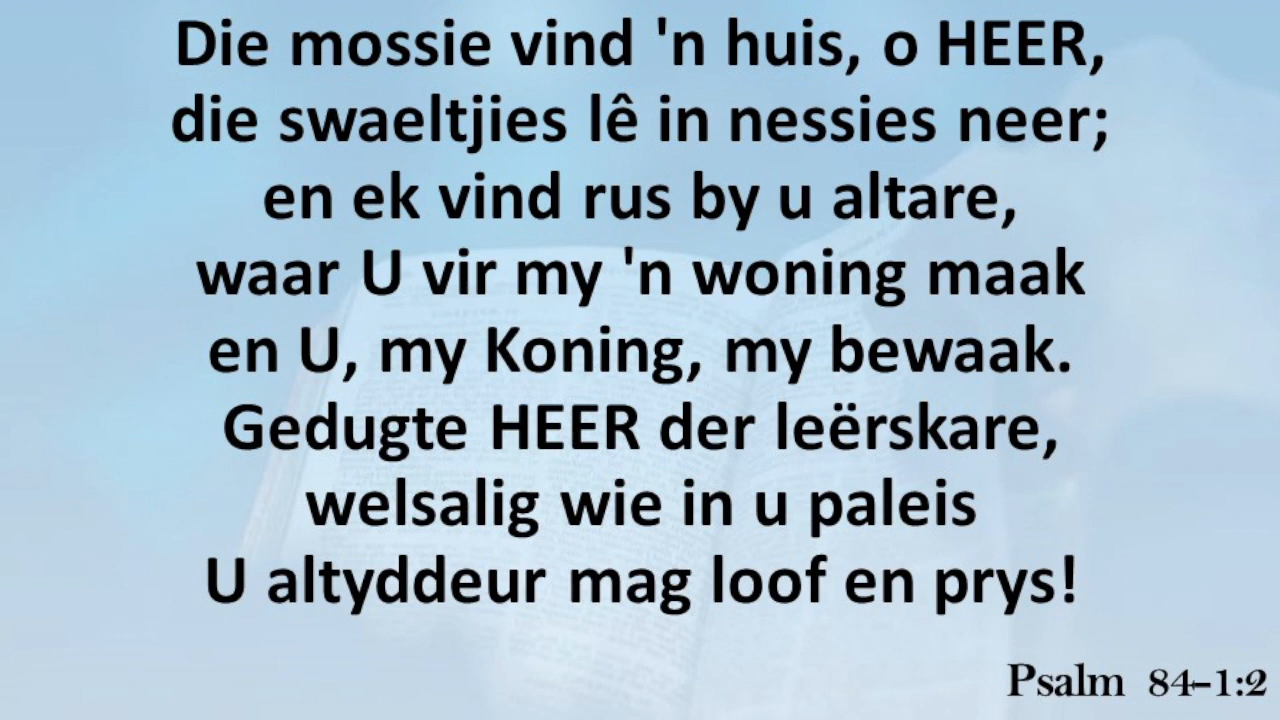 Die mossie vind 'n huis, o HEER,
die swaeltjies lê in nessies neer;
en ek vind rus by u altare,
waar U vir my 'n woning maak
en U, my Koning, my bewaak.
Gedugte HEER der leërskare,
welsalig wie in u paleis
U altyddeur mag loof en prys!
Psalm 84-1:2